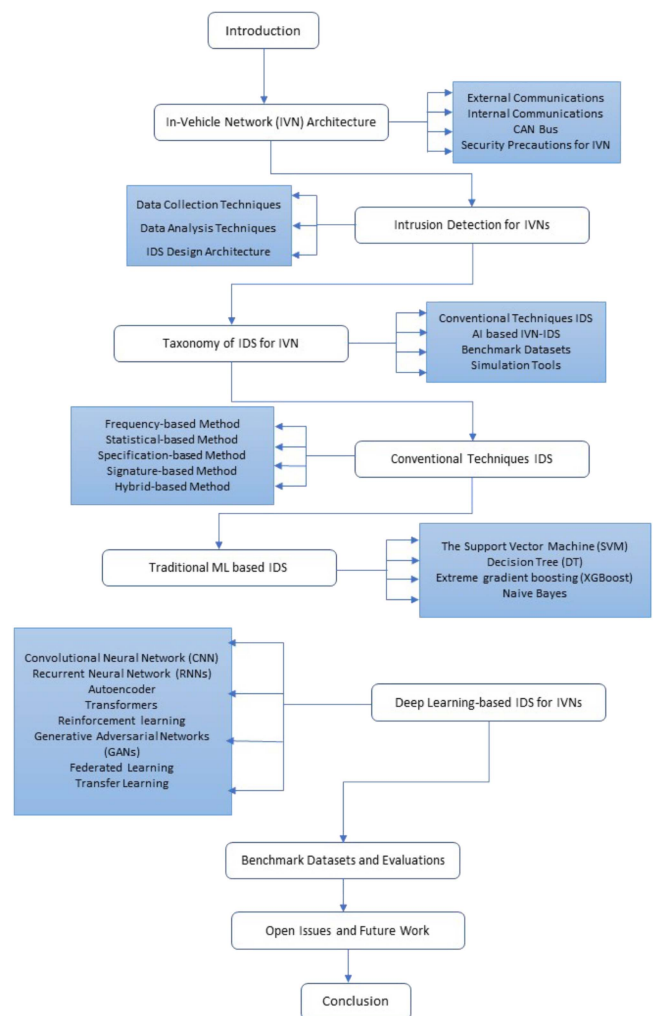 Introduction
In-Vehicle Network (IVN) Architecture
External Communications
Internal Communications
CAN Bus
Security Precautions for IVN
Data Collection Techniques
Data Analysis Techniques
IDS Design Architecture
Intrusion Detection for IVNs
Taxonomy of IDS for IVN
Conventional Techniques IDS
AI based IVN-IDS
Benchmark Datasets
Simulation Tools
Frequency-based Method
Statistical-based Method
Specification-based Method
Signature-based Method
Hybrid-based Method
Conventional Techniques IDS
Traditional ML based IDS
The Support Vector Machine (SVM)
Decision Tree (DT)
Extreme gradient boosting (XGBoost)
Naive Bayes
Convolutional Neural Network (CNN)
Recurrent Neural Network (RNNs)
Autoencoder
Transformers
Reinforcement learning
Generative Adversarial Networks
(GANs)
Federated Learning
Transfer Learning
Deep Learning-based IDS for IVNs
Benchmark Datasets and Evaluations
Open Issues and Future Work
Conclusion